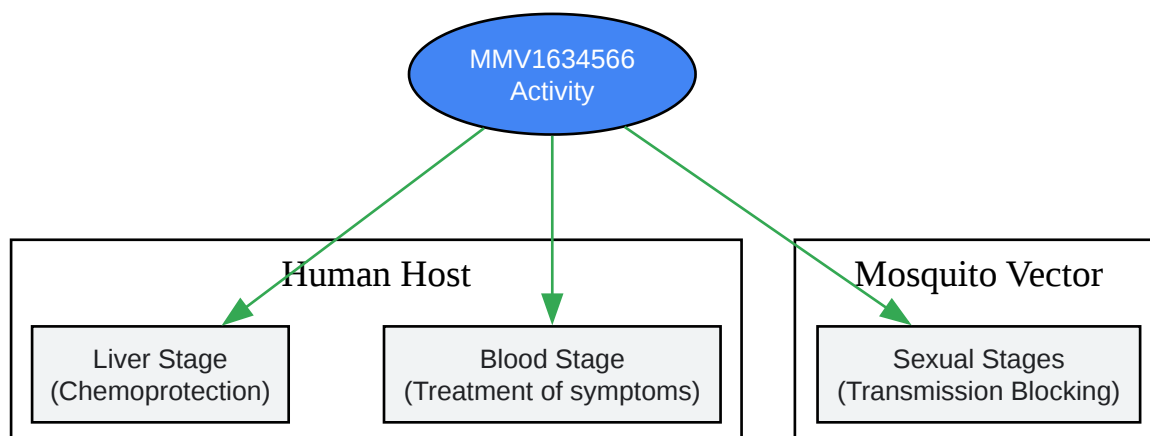 MMV1634566
Activity
Human Host
Mosquito Vector
Liver Stage
(Chemoprotection)
Blood Stage
(Treatment of symptoms)
Sexual Stages
(Transmission Blocking)